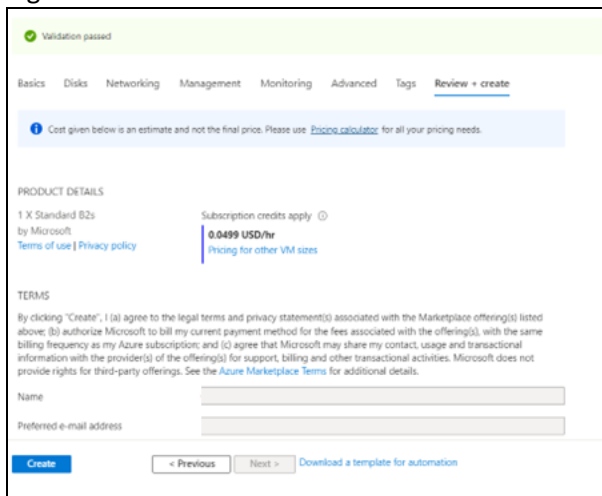 Validation passed
Basics Disks Networking Management Monitoring Advanced Tags Review + create
Cost given below is an estimate and not the final price. Please use Pricing calculator for all your pricing needs.
PRODUCT DETAILS
1 X Standard B2s
by Microsoft
Terms of use | Privacy policy
Subscription credits apply
0.0499 USD/hr
Pricing for other VM sizes
TERMS
By clicking "Create", I (a) agree to the legal terms and privacy statement(s) associated with the Marketplace offering(s) listed
above; (b) authorize Microsoft to bill my current payment method for the fees associated with the offering(s), with the same
billing frequency as my Azure subscription; and (c) agree that Microsoft may share my contact, usage and transactional
information with the provider(s) of the offering(s) for support, billing and other transactional activities. Microsoft does not
provide rights for third-party offerings. See the Azure Marketplace Terms for additional details.
Name
Preferred e-mail address
Create < Previous Next > Download a template for automation